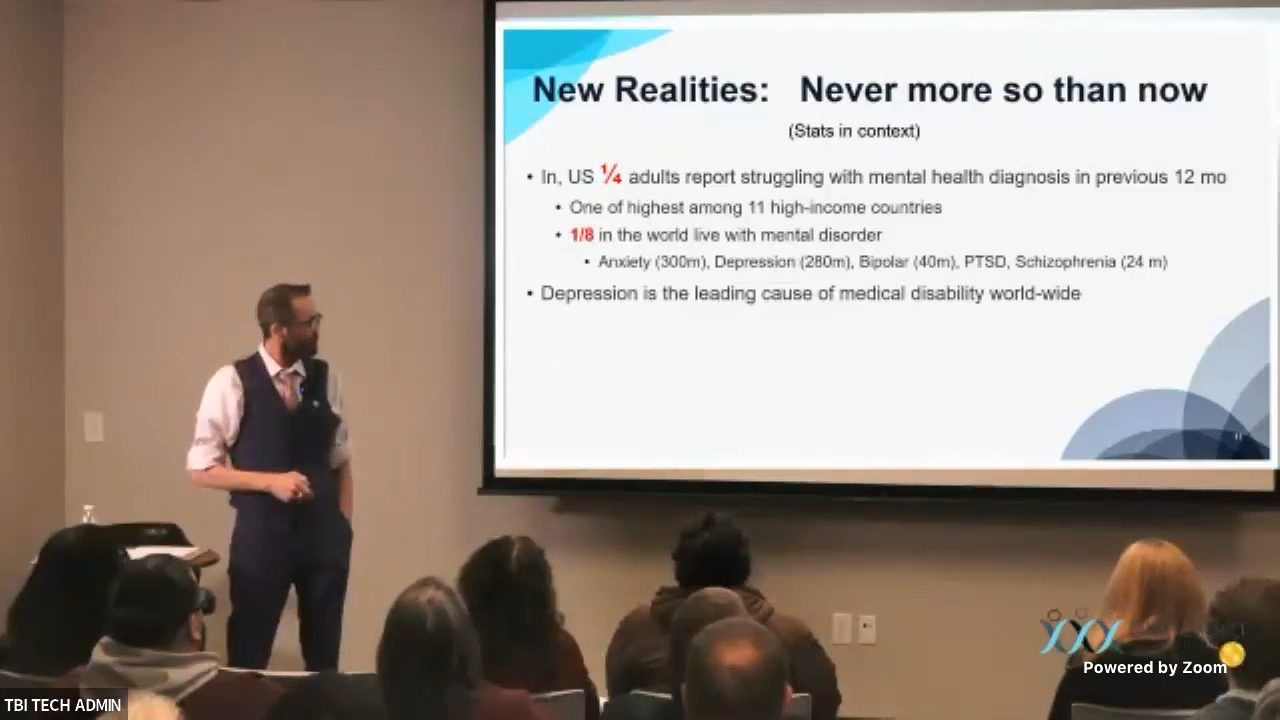 New Realities: Never more so than now
(Stats in context)
• In, US ¼ adults report struggling with mental health diagnosis in previous 12 mo
• One of highest among 11 high-income countries
• 1/8 in the world live with mental disorder
• Anxiety (300m), Depression (280m), Bipolar (40m), PTSD, Schizophrenia (24 m)
• Depression is the leading cause of medical disability world-wide
Powered by Zoom
TBI TECH ADMIN